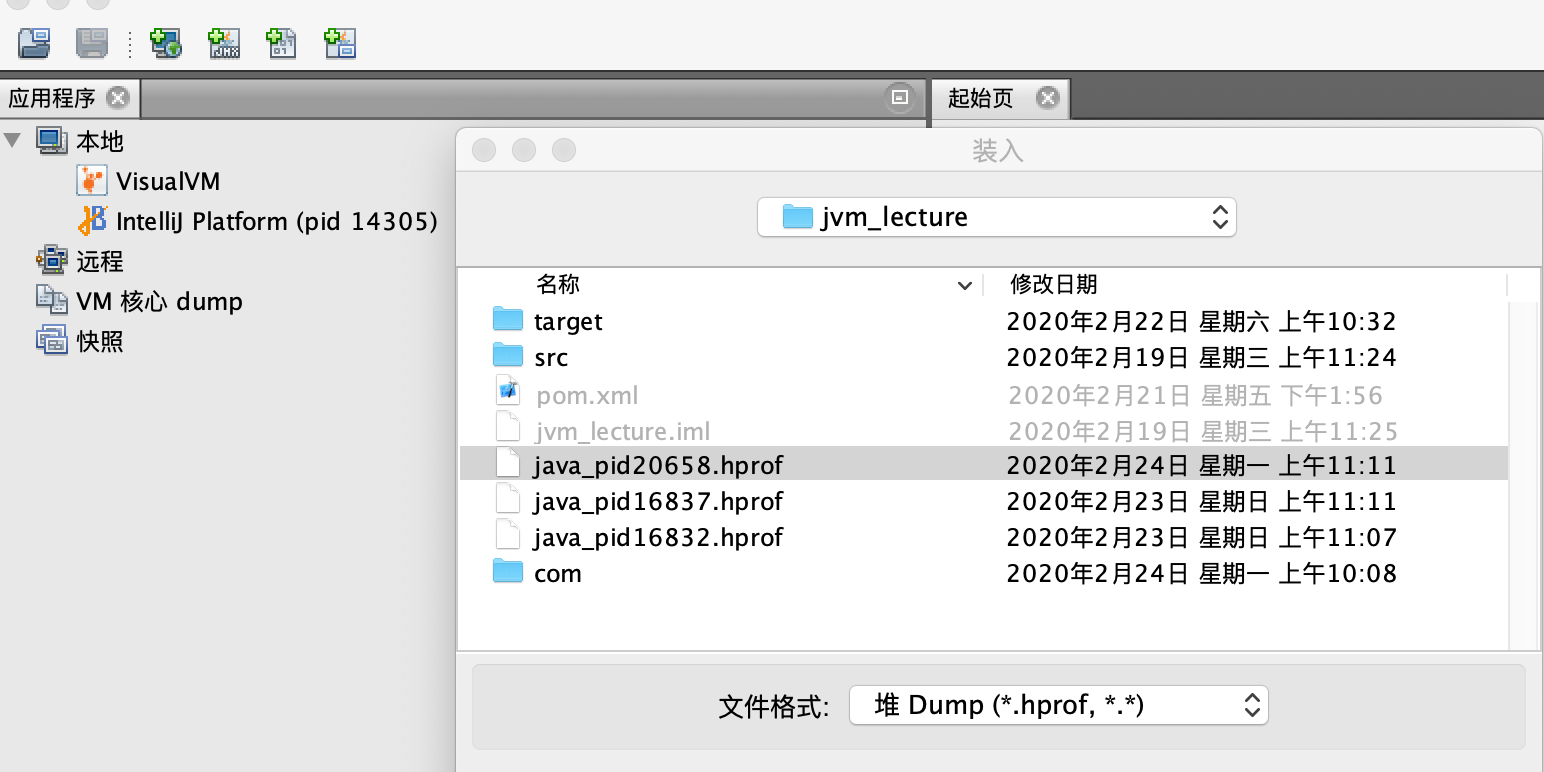 应用程序
起始页
本地
VisualVM
IntelliJ Platform (pid 14305)
远程
VM 核心 dump
快照
装入
jvm_lecture
名称 修改日期
target 2020年2月22日 星期六 上午10:32
src 2020年2月19日 星期三 上午11:24
pom.xml 2020年2月21日 星期五 下午1:56
jvm_lecture.iml 2020年2月19日 星期三 上午11:25
java_pid20658.hprof 2020年2月24日 星期一 上午11:11
java_pid16837.hprof 2020年2月23日 星期日 上午11:11
java_pid16832.hprof 2020年2月23日 星期日 上午11:07
com 2020年2月24日 星期一 上午10:08
文件格式: 堆 Dump (*.hprof, *.*)